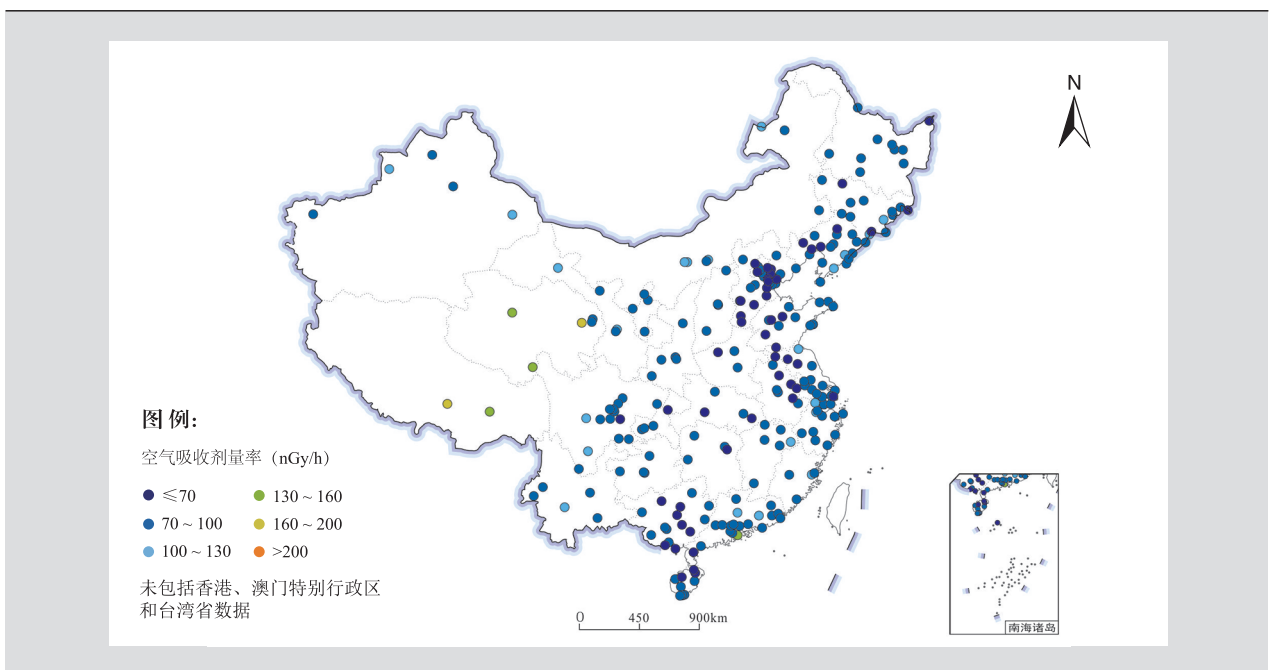 N
图 例:
空气吸收剂量率（nGy/h）
≤70
130 ~ 160
70 ~ 100
160 ~ 200
100 ~ 130
>200
未包括香港、澳门特别行政区
和台湾省数据
0 450 900km
南海诸岛